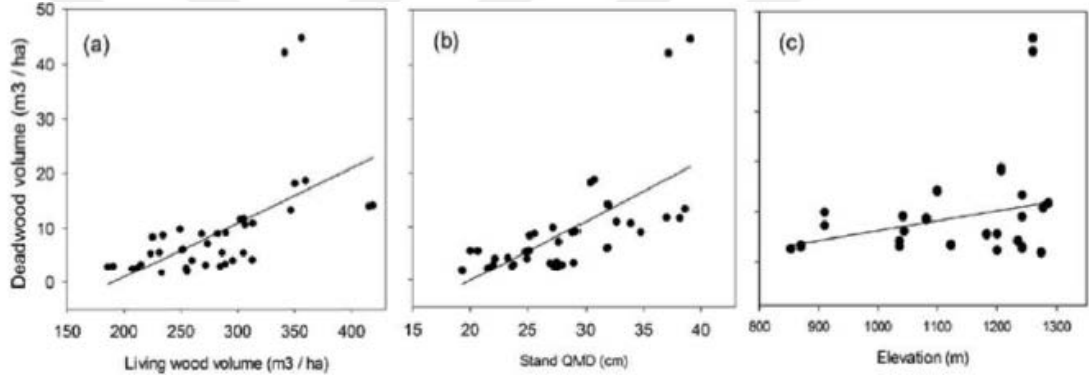 50
40
30
20
10
0
Deadwood volume (m3 / ha)
(a)
(b)
(c)
15 200 250 300 350 400
15 20 25 30 35 40
800 900 1000 1100 1200 1300
Living wood volume (m3 / ha)
Stand QMD (cm)
Elevation (m)